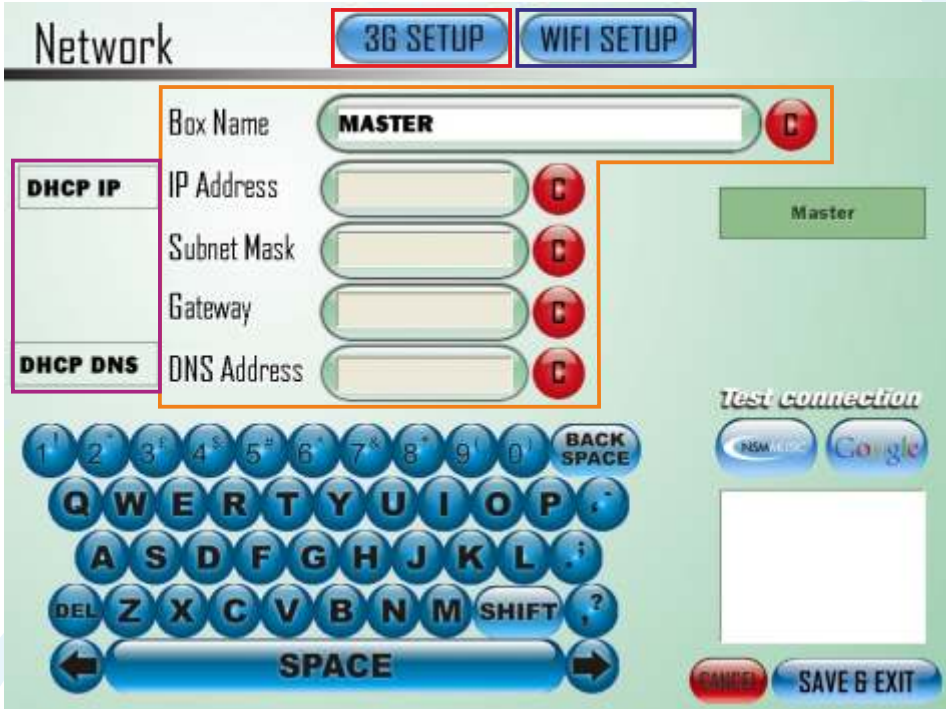 Network 3G SETUP WIFI SETUP
Box Name MASTER C
DHCP IP IP Address C
Master
Subnet Mask C
Gateway C
DHCP DNS DNS Address C
Test connection
NSM MUSIC Google
1 ! 2 " 3 £ 4 $ 5 # 6 ^ 7 & 8 * 9 ( 0 ) BACK SPACE
Q W E R T Y U I O P
A S D F G H J K L . ;
DEL Z X C V B N M SHIFT , ?
SPACE
CANCEL SAVE & EXIT